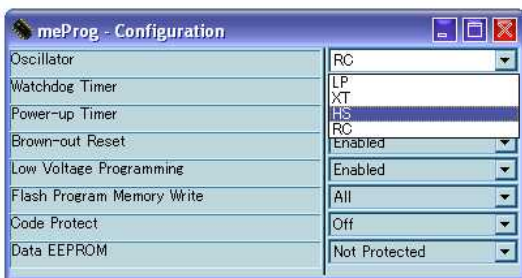 meProg - Configuration
Oscillator RC
Watchdog Timer LP
XT
Power-up Timer HS
RC
Brown-out Reset Enabled
Low Voltage Programming Enabled
Flash Program Memory Write All
Code Protect Off
Data EEPROM Not Protected